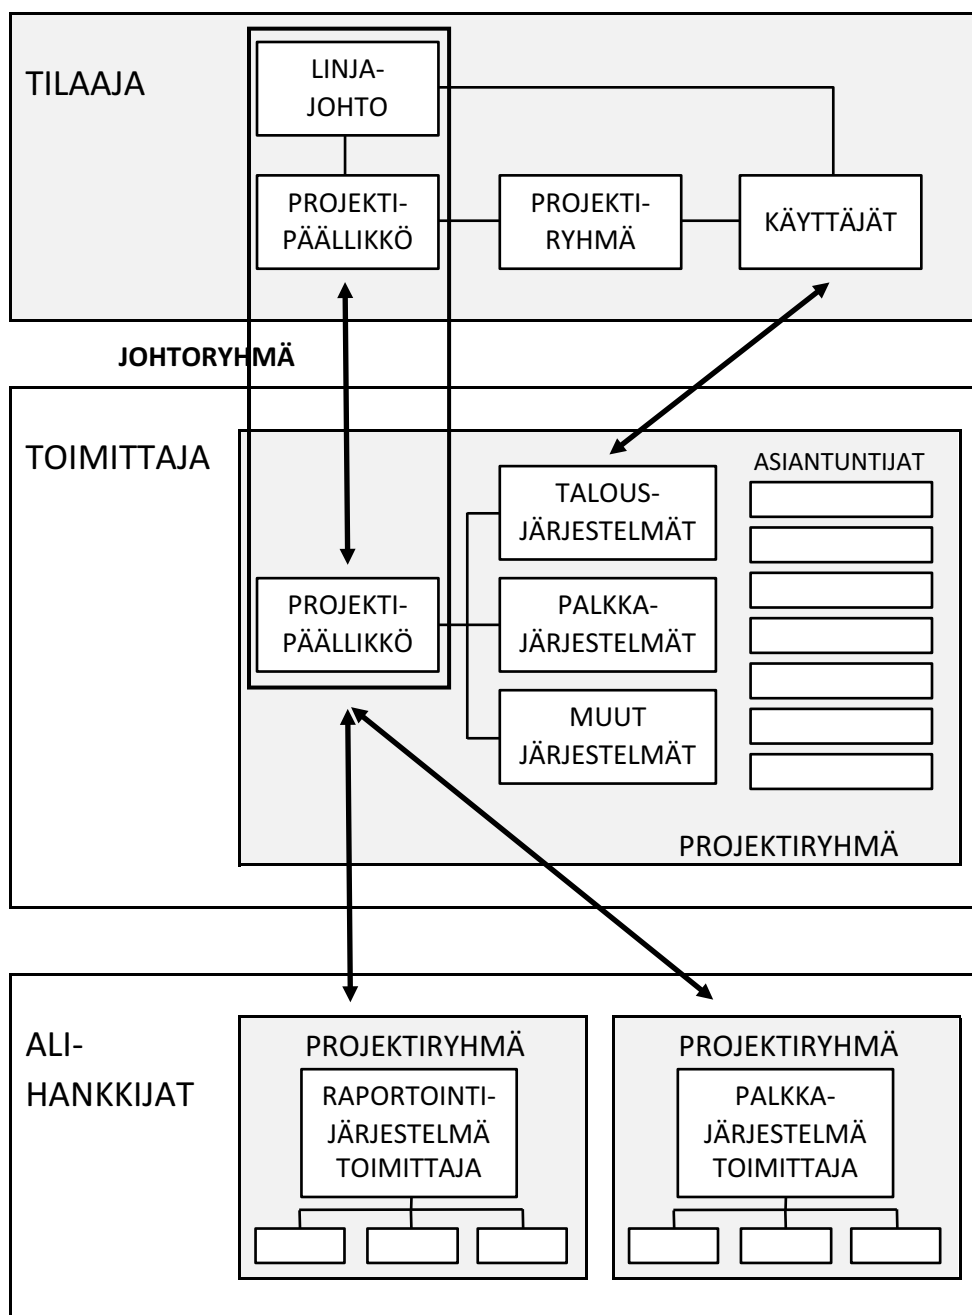 TILAAJA
LINJA-
JOHTO
PROJEKTI-
PÄÄLLIKKÖ
PROJEKTI-
RYHMÄ
KÄYTTÄJÄT
JOHTORYHMÄ
TOIMITTAJA
TALOUS-
JÄRJESTELMÄT
ASIANTUNTIJAT
PROJEKTI-
PÄÄLLIKKÖ
PALKKA-
JÄRJESTELMÄT
MUUT
JÄRJESTELMÄT
PROJEKTIRYHMÄ
ALI-
HANKKIJAT
PROJEKTIRYHMÄ
RAPORTOINTI-
JÄRJESTELMÄ
TOIMITTAJA
PROJEKTIRYHMÄ
PALKKA-
JÄRJESTELMÄ
TOIMITTAJA